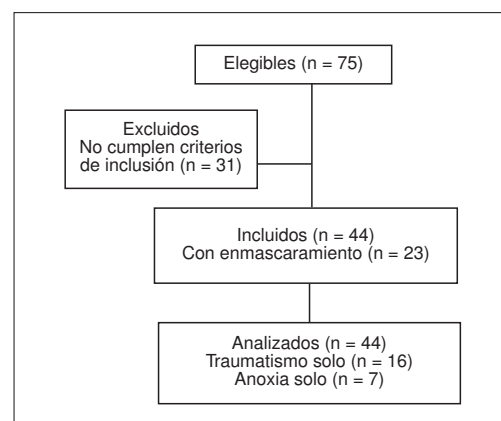 Elegibles (n = 75)
Excluidos
No cumplen criterios
de inclusión (n = 31)
Incluidos (n = 44)
Con enmascaramiento (n = 23)
Analizados (n = 44)
Traumatismo solo (n = 16)
Anoxia solo (n = 7)